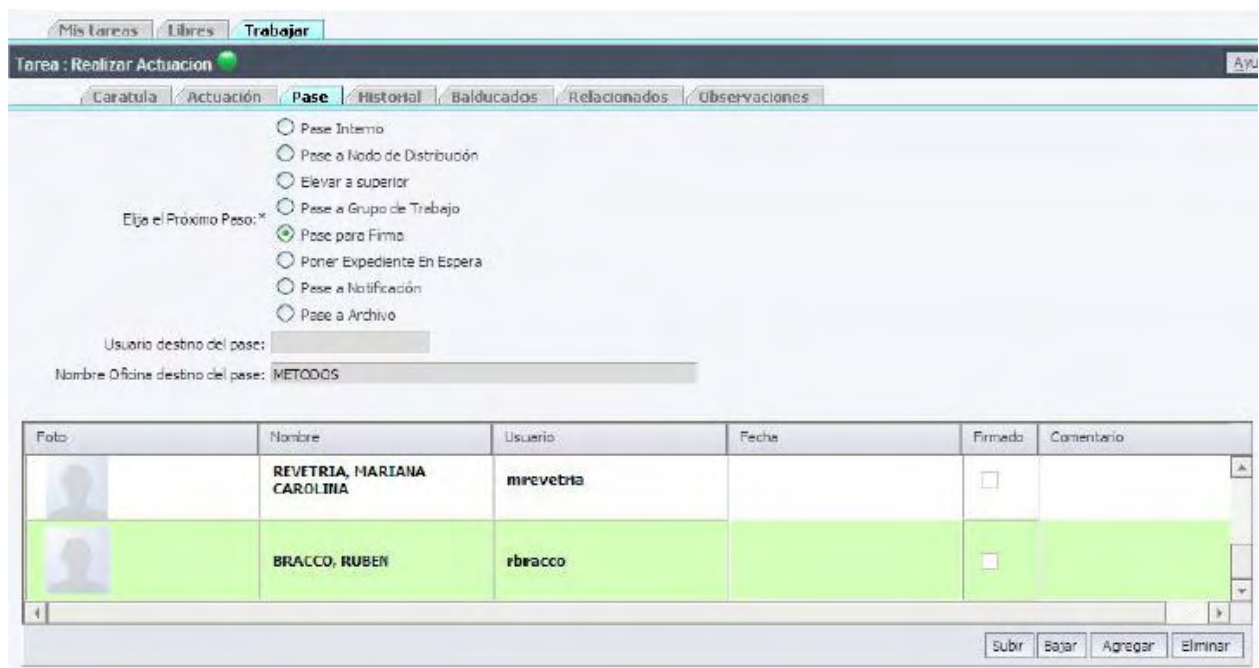 Mis tareas Libres Trabajar
Tarea : Realizar Actuacion
Ayu
Caratula Actuación Pase Historial Balducados Relacionados Observaciones
Pase Interno
Pase a Nodo de Distribución
Elevar a superior
Elija el Próximo Paso:* Pase a Grupo de Trabajo
Pase para Firma
Poner Expediente En Espera
Pase a Notificación
Pase a Archivo
Usuario destino del pase:
Nombre Oficina destino del pase: METODOS
Foto Nombre Usuario Fecha Firmado Comentario
REVETRIA, MARIANA
CAROLINA
mrevetria
BRACCO, RUBEN rbracco
Subir Bajar Agregar Eliminar